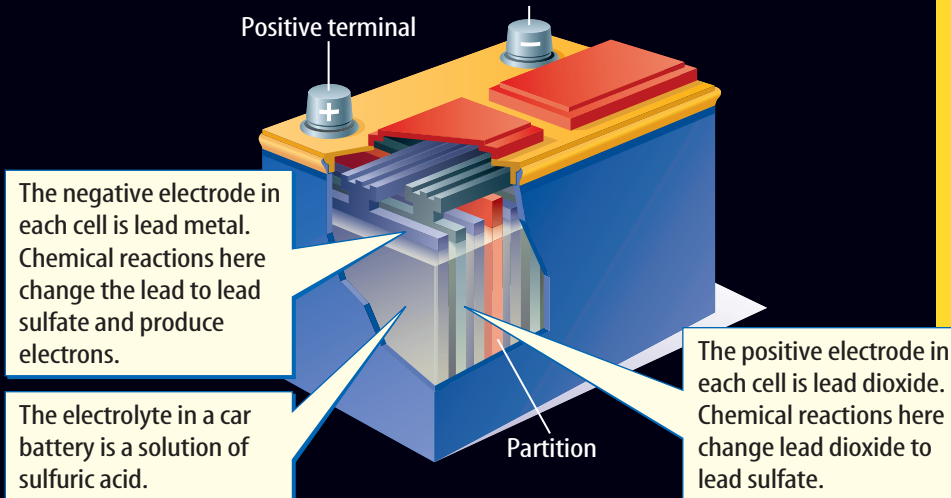 Positive terminal
+
−
The negative electrode in
each cell is lead metal.
Chemical reactions here
change the lead to lead
sulfate and produce
electrons.
The electrolyte in a car
battery is a solution of
sulfuric acid.
Partition
The positive electrode in
each cell is lead dioxide.
Chemical reactions here
change lead dioxide to
lead sulfate.